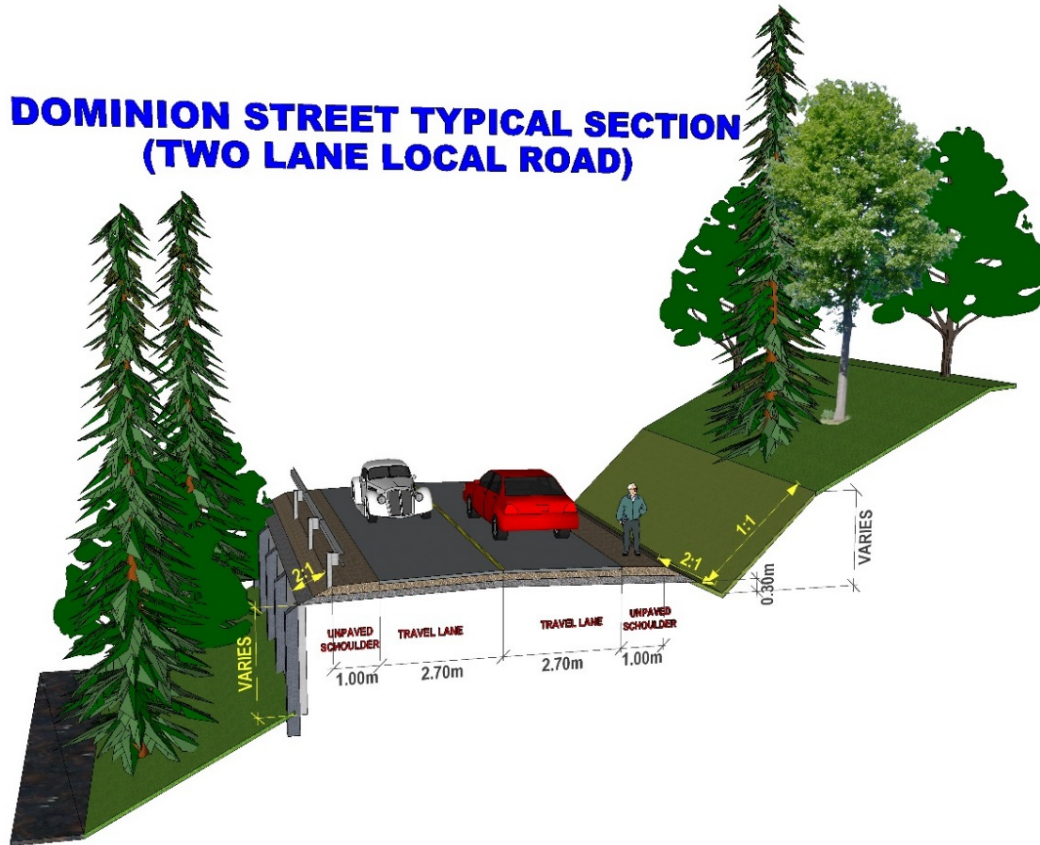 DOMINION STREET TYPICAL SECTION
(TWO LANE LOCAL ROAD)
2:1
VARIES
UNPAVED
SCHOULDER
1.00m
TRAVEL LANE
2.70m
TRAVEL LANE
2.70m
UNPAVED
SCHOULDER
1.00m
2:1
1:1
0.30m
VARIES